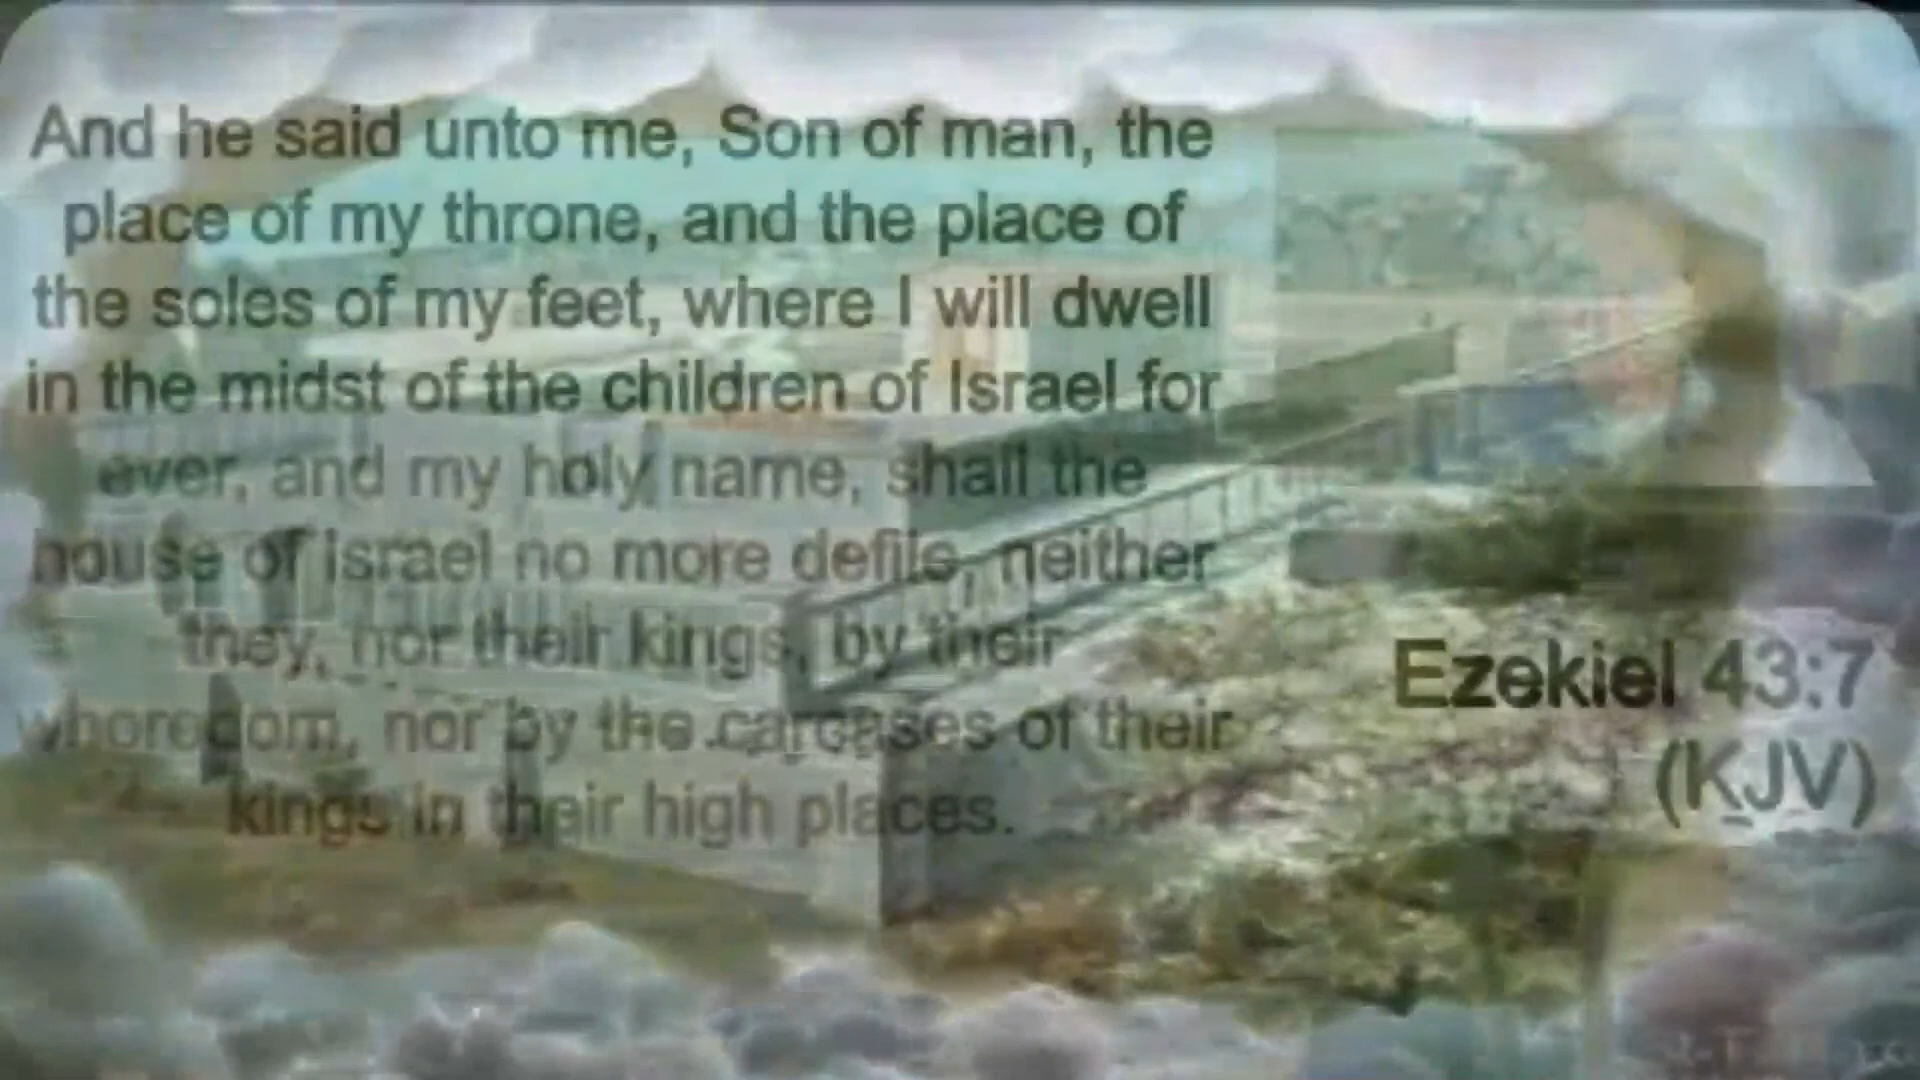 And he said unto me, Son of man, the
place of my throne, and the place of
the soles of my feet, where I will dwell
in the midst of the children of Israel for
ever, and my holy name, shall the
house of Israel no more defile, neither
they, nor their kings, by their
whoredom, nor by the carcases of their
kings in their high places.
Ezekiel 43:7
(KJV)